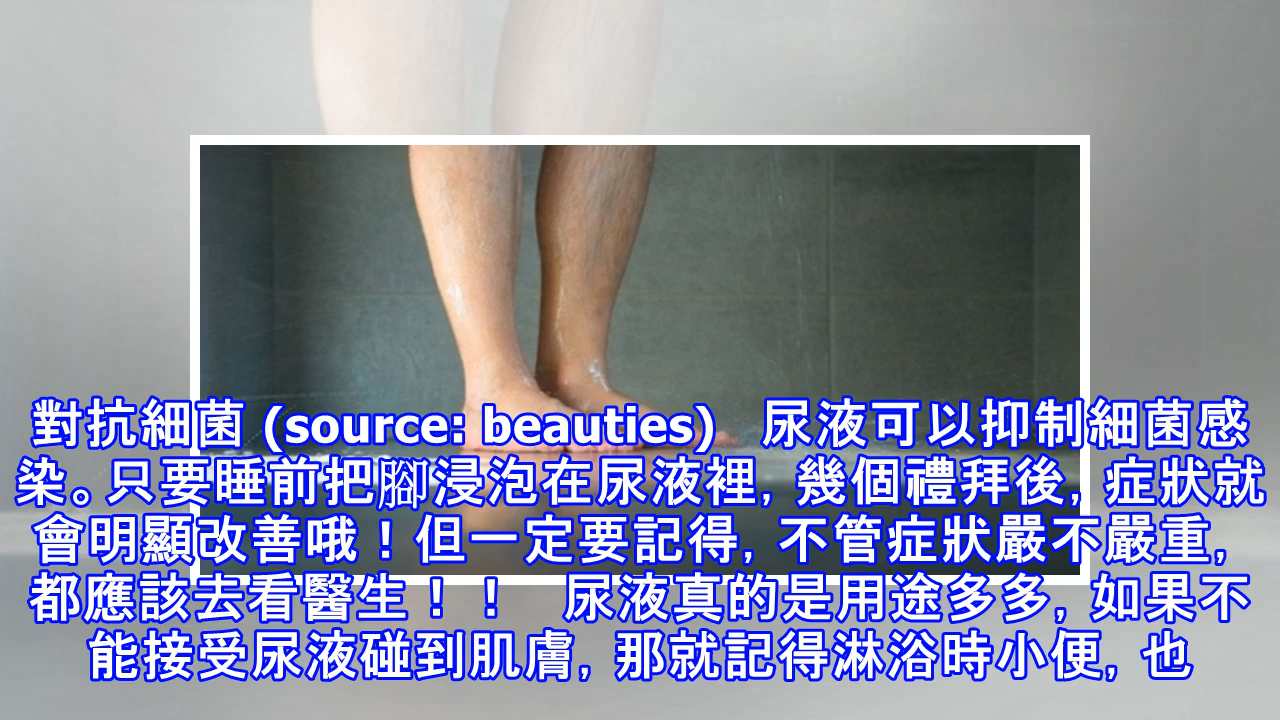 對抗細菌 (source: beauties)　尿液可以抑制細菌感
染。只要睡前把腳浸泡在尿液裡, 幾個禮拜後, 症狀就
會明顯改善哦！但一定要記得, 不管症狀嚴不嚴重,
都應該去看醫生！！　尿液真的是用途多多, 如果不
能接受尿液碰到肌膚, 那就記得淋浴時小便, 也